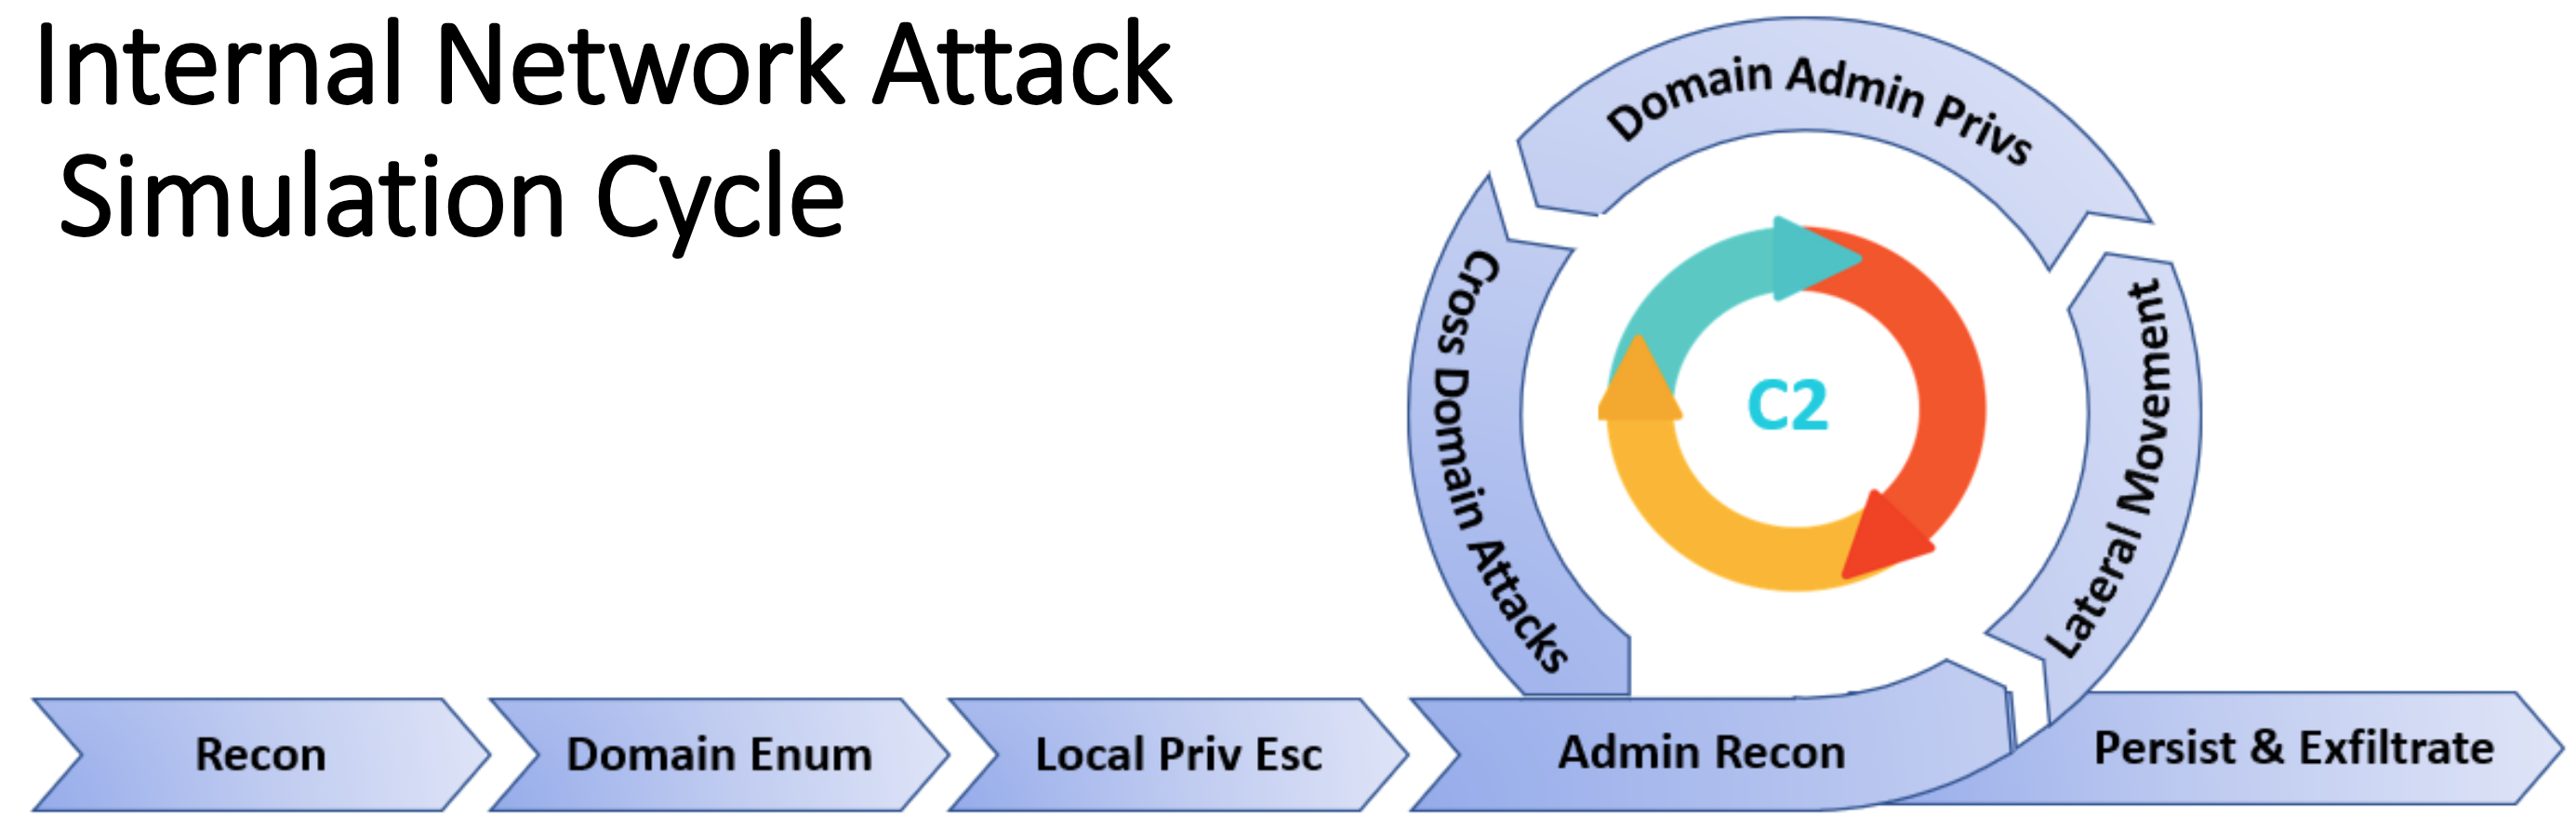 Internal Network Attack
Simulation Cycle
Domain Admin Privs
Cross Domain Attacks
C2
Lateral Movement
Recon
Domain Enum
Local Priv Esc
Admin Recon
Persist & Exfiltrate